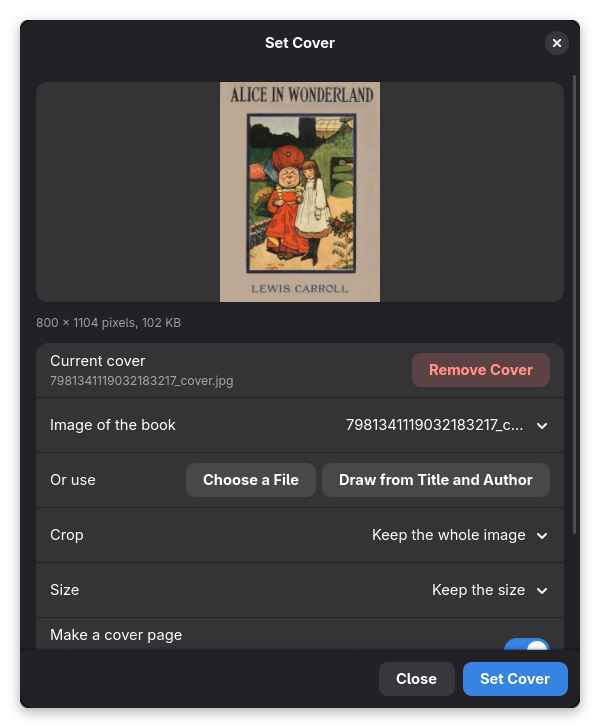 Set Cover
ALICE IN WONDERLAND
LEWIS CARROLL
800 × 1104 pixels, 102 KB
Current cover
7981341119032183217_cover.jpg
Remove Cover
Image of the book
7981341119032183217_c...
Or use
Choose a File
Draw from Title and Author
Crop
Keep the whole image
Size
Keep the size
Make a cover page
Close
Set Cover